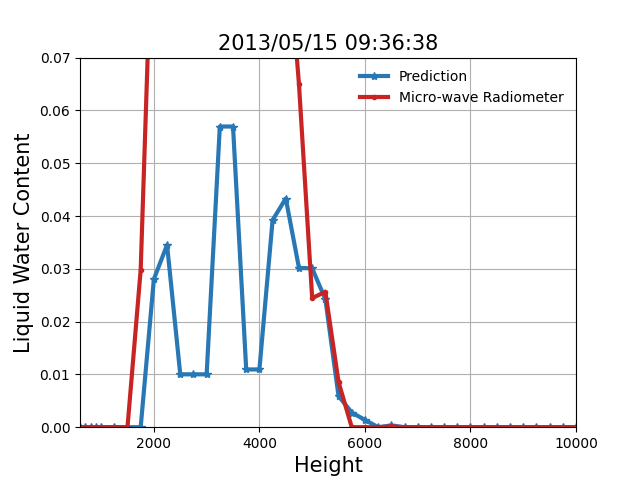 2013/05/15 09:36:38
Prediction
Micro-wave Radiometer
Liquid Water Content
0.07
0.06
0.05
0.04
0.03
0.02
0.01
0.00
2000 4000 6000 8000 10000
Height